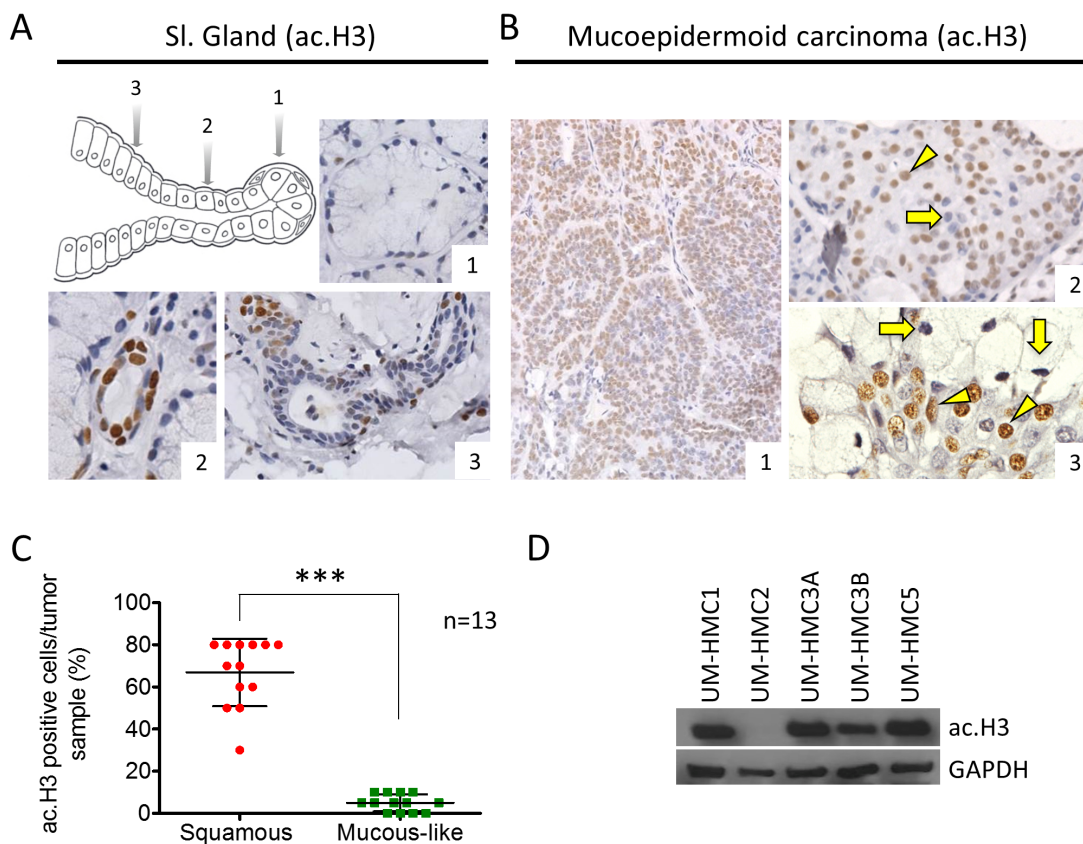 A
Sl. Gland (ac.H3)
3
2
1
1
2
3
B
Mucoepidermoid carcinoma (ac.H3)
1
2
3
C
ac.H3 positive cells/tumor
sample (%)
100
80
60
40
20
0
***
n=13
Squamous
Mucous-like
D
UM-HMC1
UM-HMC2
UM-HMC3A
UM-HMC3B
UM-HMC5
ac.H3
GAPDH